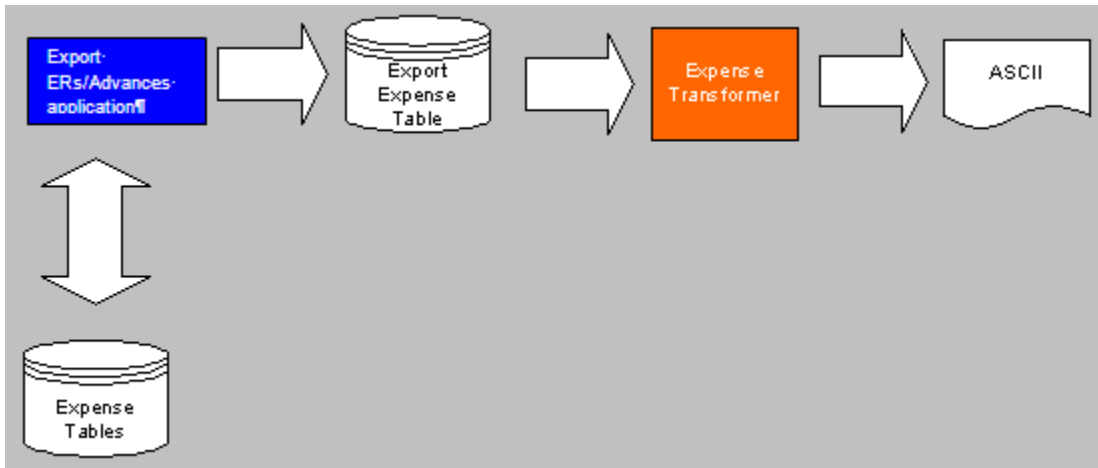 Export·
ERs/Advances·
application¶
Export
Expense
Table
Expense
Transformer
ASCII
Expense
Tables